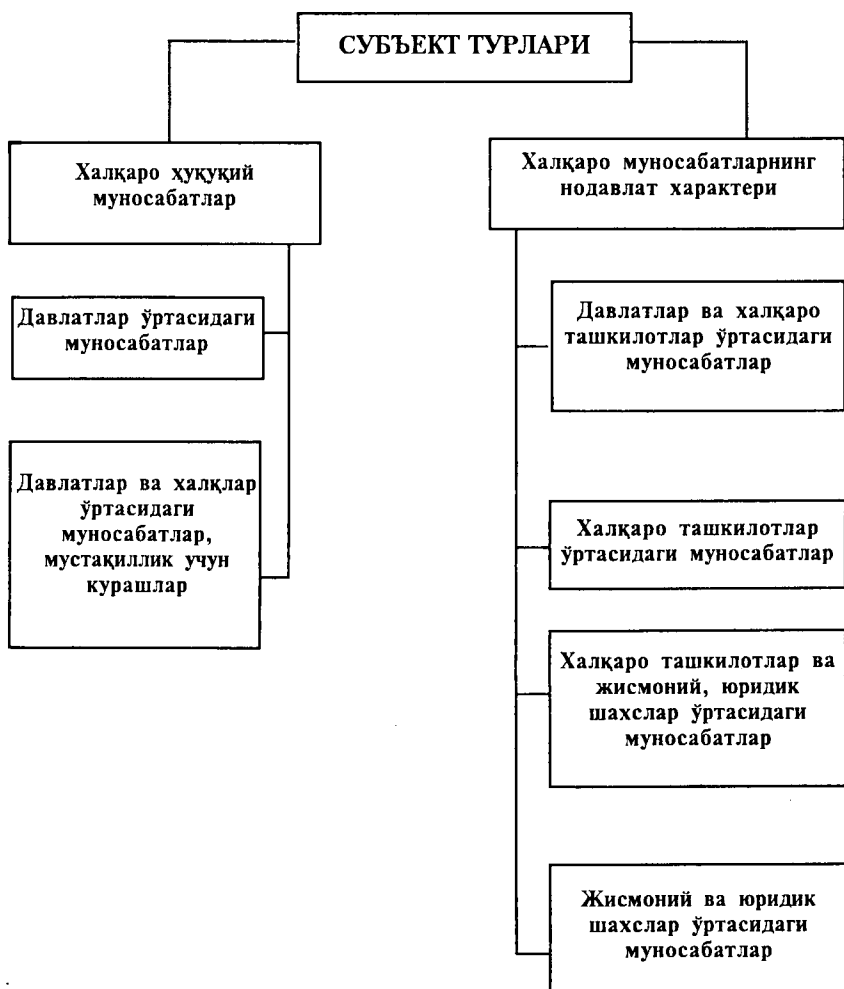 СУБЪЕКТ ТУРЛАРИ
Халқаро ҳуқуқий
муносабатлар
Давлатлар ўртасидаги
муносабатлар
Давлатлар ва халқлар
ўртасидаги
муносабатлар,
мустақиллик учун
курашлар
Халқаро муносабатларнинг
нодавлат характери
Давлатлар ва халқаро
ташкилотлар ўртасидаги
муносабатлар
Халқаро ташкилотлар
ўртасидаги муносабатлар
Халқаро ташкилотлар ва
жисмоний, юридик
шахслар ўртасидаги
муносабатлар
Жисмоний ва юридик
шахслар ўртасидаги
муносабатлар